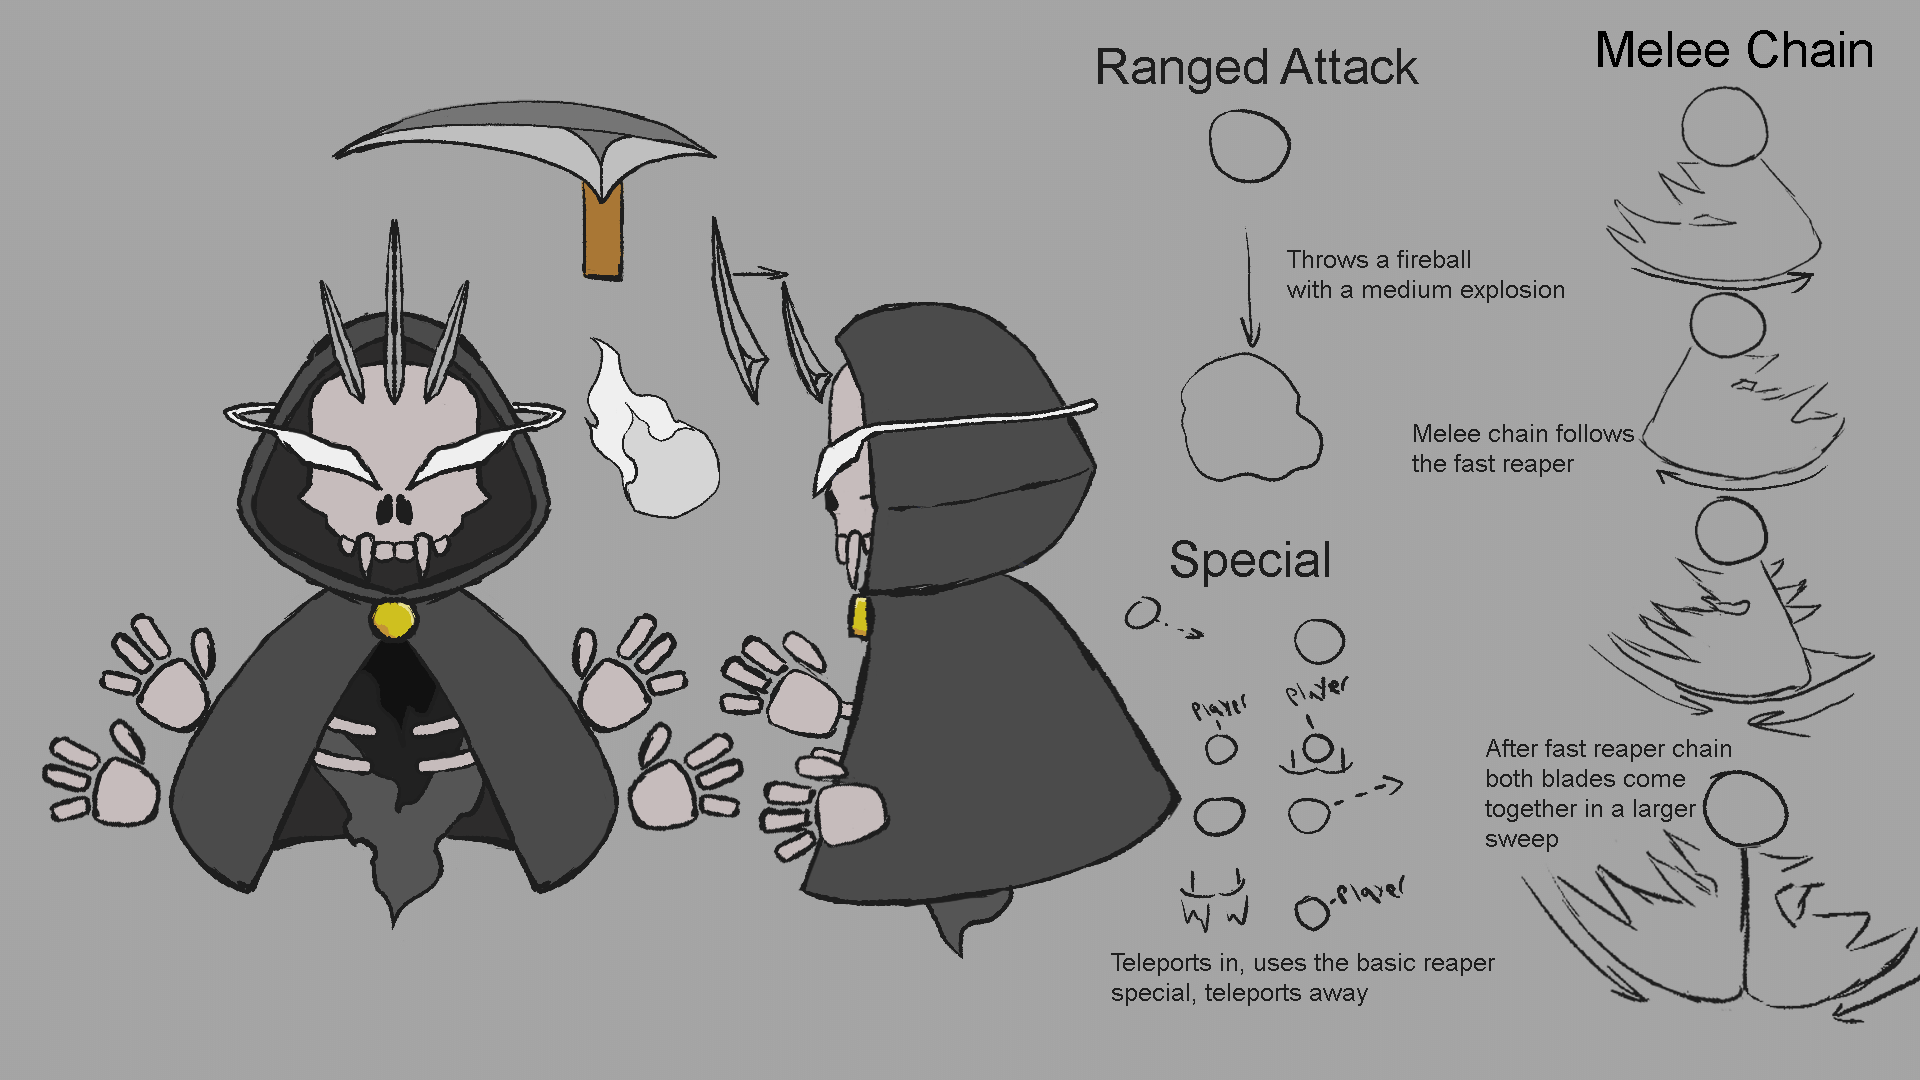 Ranged Attack
Throws a fireball
with a medium explosion
Special
Player
Player
Player
Teleports in, uses the basic reaper
special, teleports away
Melee Chain
Melee chain follows
the fast reaper
After fast reaper chain
both blades come
together in a larger
sweep